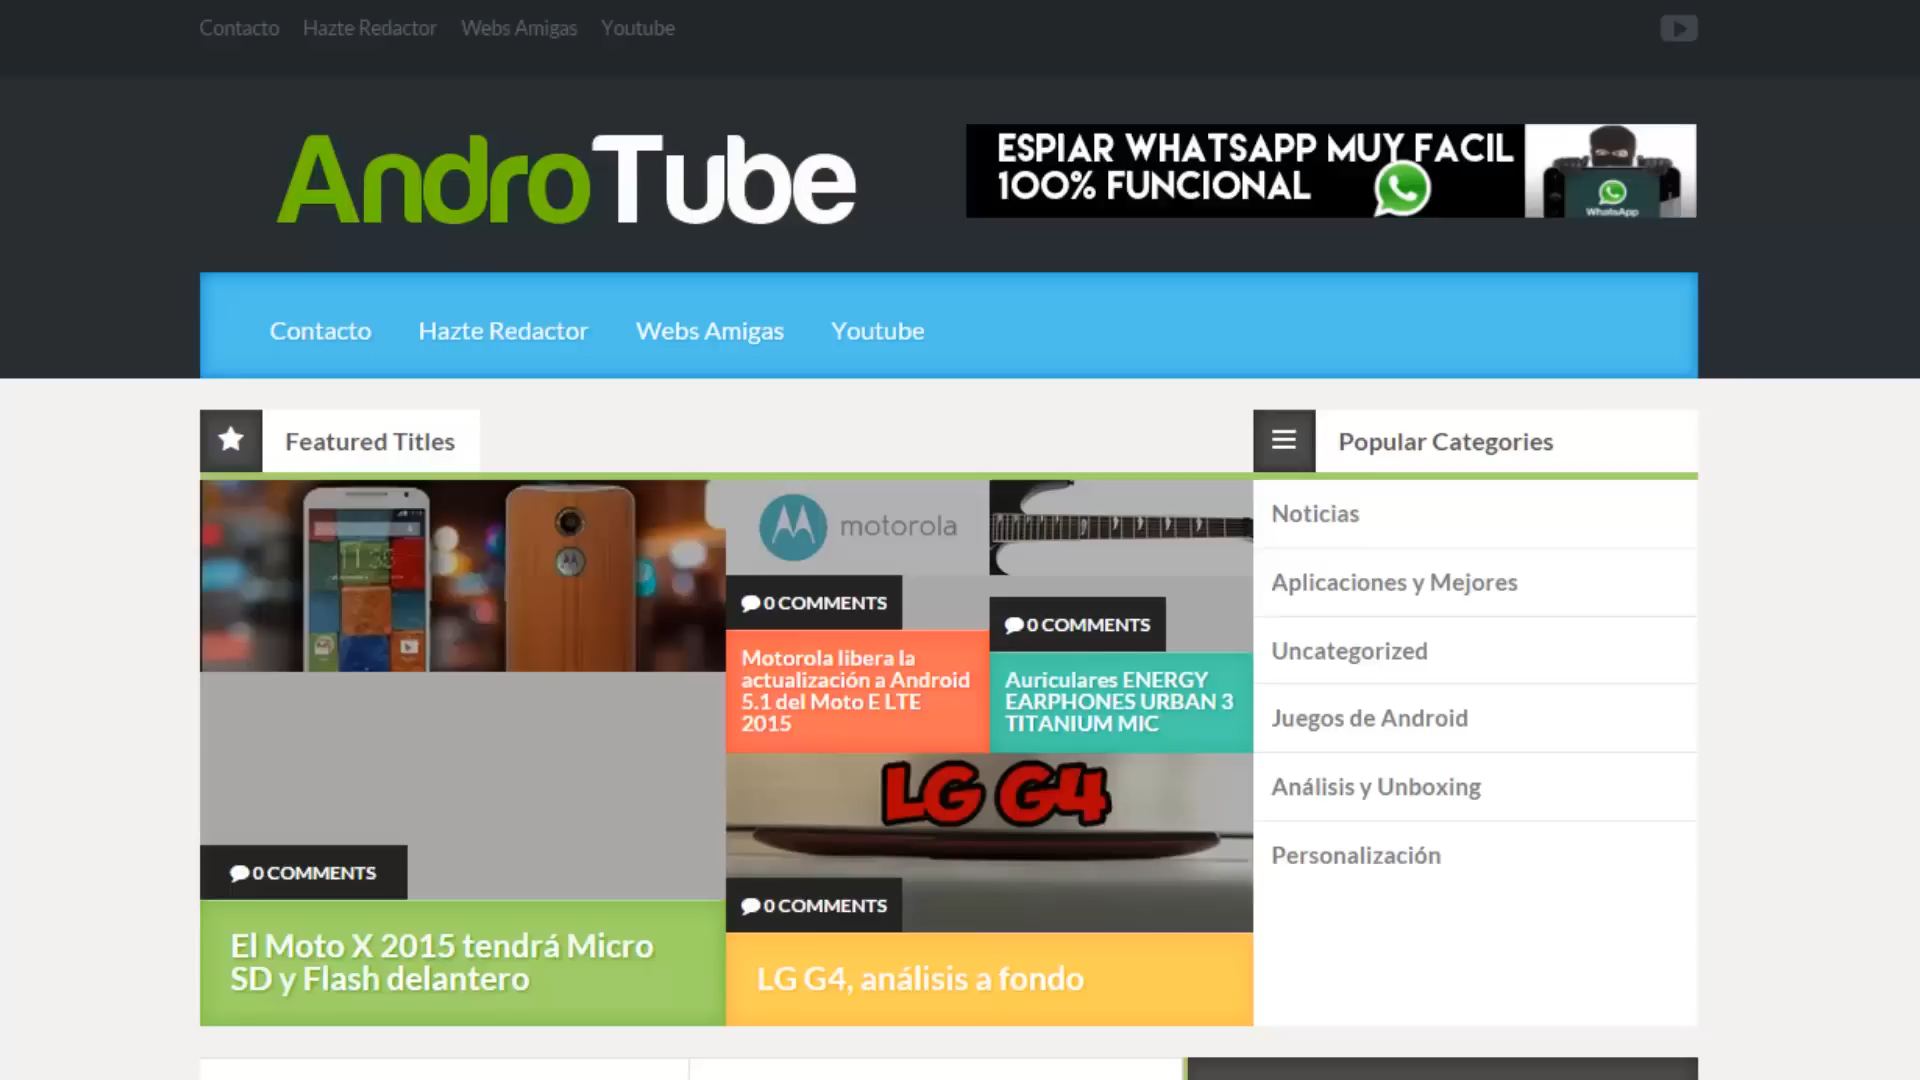 Contacto Hazte Redactor Webs Amigas Youtube
AndroTube
ESPIAR WHATSAPP MUY FACIL
100% FUNCIONAL
WhatsApp
Contacto Hazte Redactor Webs Amigas Youtube
Featured Titles
0 COMMENTS
El Moto X 2015 tendrá Micro
SD y Flash delantero
motorola
0 COMMENTS
Motorola libera la
actualización a Android
5.1 del Moto E LTE
2015
0 COMMENTS
Auriculares ENERGY
EARPHONES URBAN 3
TITANIUM MIC
LG G4
0 COMMENTS
LG G4, análisis a fondo
Popular Categories
Noticias
Aplicaciones y Mejores
Uncategorized
Juegos de Android
Análisis y Unboxing
Personalización